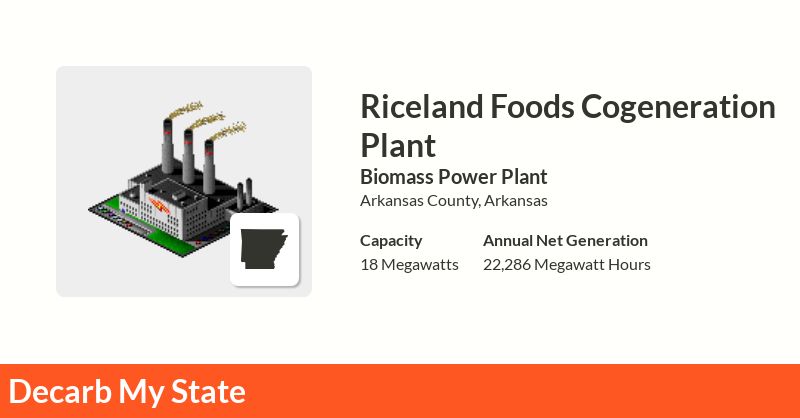 Riceland Foods Cogeneration
Plant
Biomass Power Plant
Arkansas County, Arkansas
Capacity
Annual Net Generation
18 Megawatts
22,286 Megawatt Hours
Decarb My State